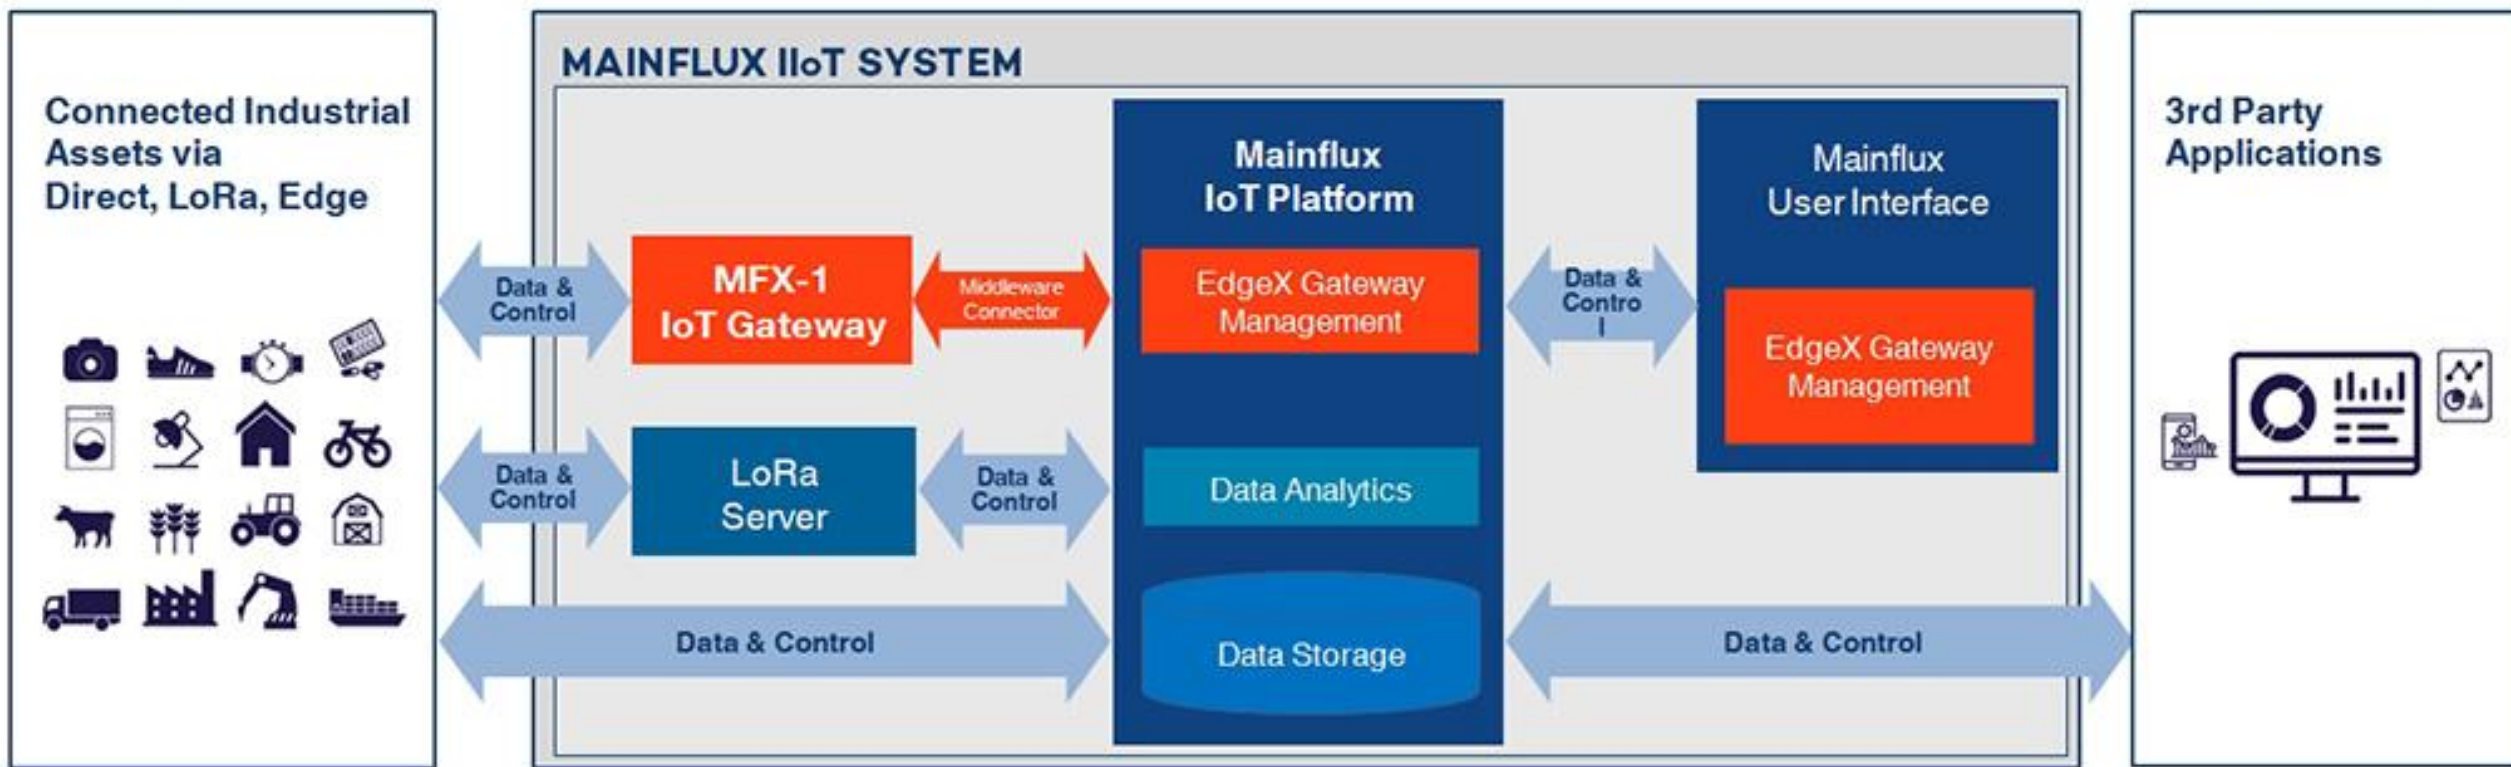 Connected Industrial
Assets via
Direct, LoRa, Edge
MAINFLUX IIoT SYSTEM
Data &
Control
MFX-1
IoT Gateway
Middleware
Connector
Data &
Control
LoRa
Server
Data &
Control
Data & Control
Mainflux
IoT Platform
EdgeX Gateway
Management
Data Analytics
Data Storage
Data &
Contro
l
Mainflux
User Interface
EdgeX Gateway
Management
Data & Control
3rd Party
Applications